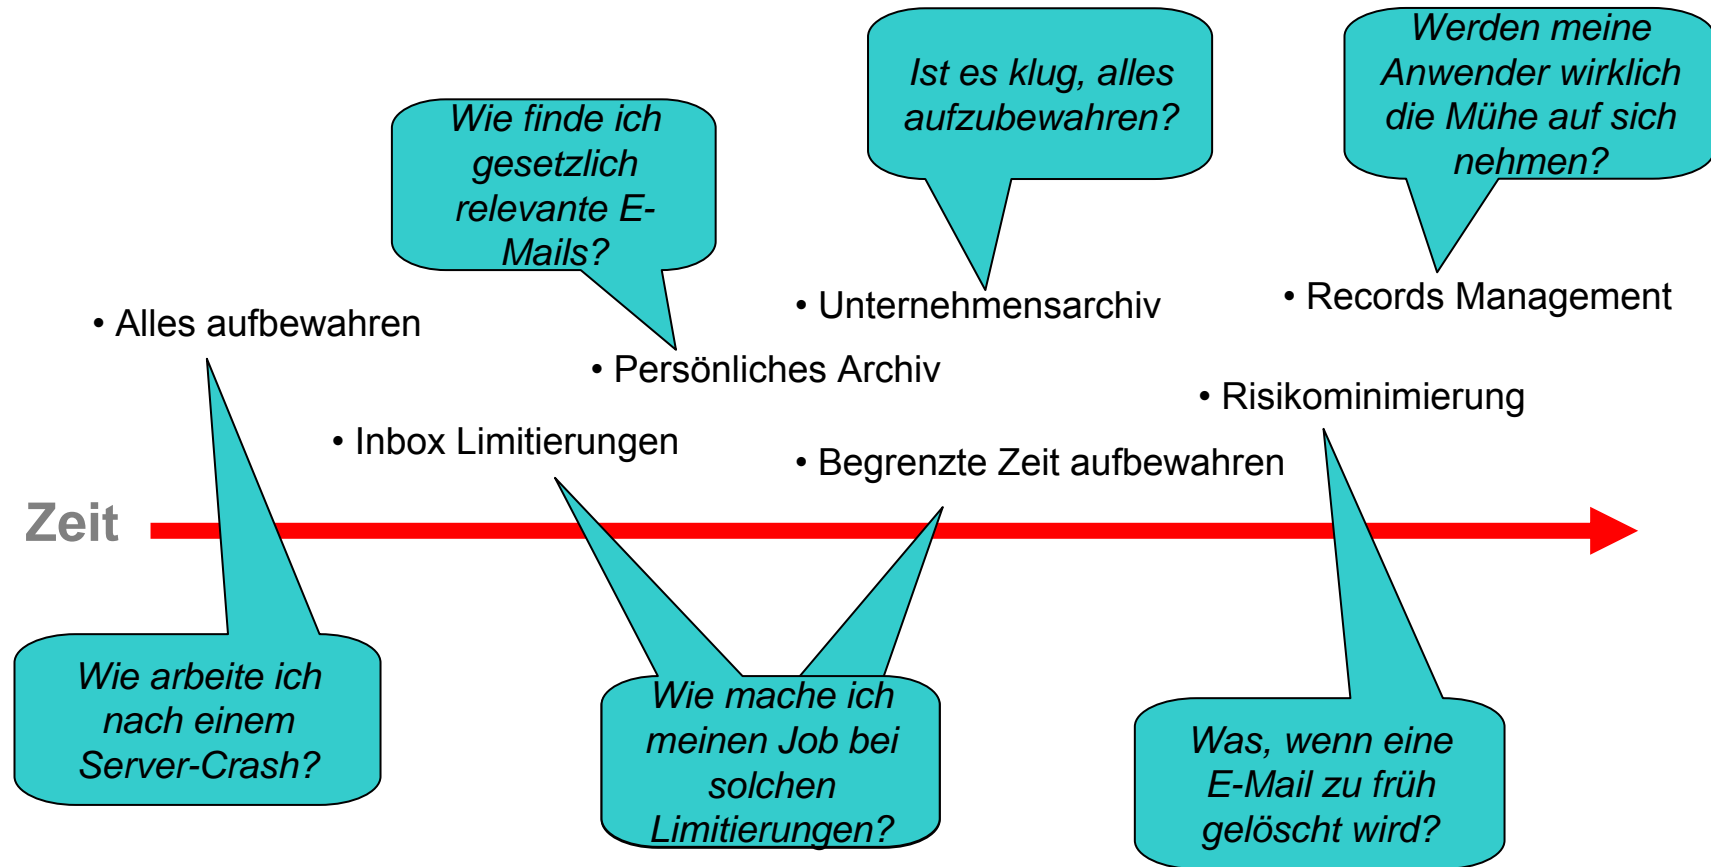 Werden meine
Anwender wirklich
die Mühe auf sich
nehmen?
Ist es klug, alles
aufzubewahren?
Wie finde ich
gesetzlich
relevante E-
Mails?
• Alles aufbewahren
• Unternehmensarchiv
• Records Management
• Persönliches Archiv
• Risikominimierung
• Inbox Limitierungen
• Begrenzte Zeit aufbewahren
Zeit
Wie arbeite ich
nach einem
Server-Crash?
Wie mache ich
meinen Job bei
solchen
Limitierungen?
Was, wenn eine
E-Mail zu früh
gelöscht wird?